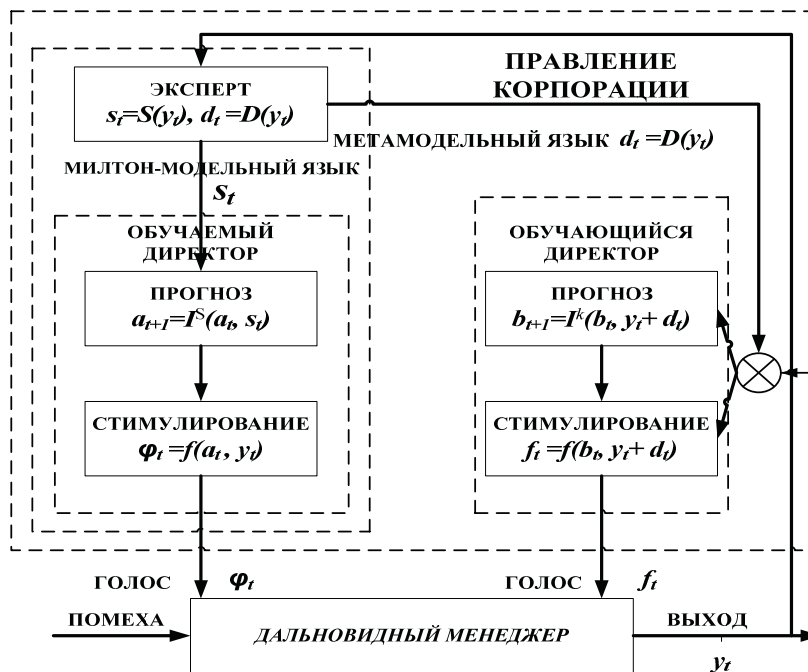 ПРАВЛЕНИЕ
КОРПОРАЦИИ
ЭКСПЕРТ
s_t=S(y_t), d_t =D(y_t)
МЕТАМОДЕЛЬНЫЙ ЯЗЫК d_t =D(y_t)
МИЛТОН-МОДЕЛЬНЫЙ ЯЗЫК
s_t
ОБУЧАЕМЫЙ
ДИРЕКТОР
ПРОГНОЗ
a_{t+1}=I^S(a_t, s_t)
СТИМУЛИРОВАНИЕ
φ_t =f(a_t , y_t)
ОБУЧАЮЩИЙСЯ
ДИРЕКТОР
ПРОГНОЗ
b_{t+1}=I^k(b_t, y_t+ d_t)
СТИМУЛИРОВАНИЕ
f_t =f(b_t, y_t+ d_t)
ГОЛОС φ_t
ГОЛОС f_t
ПОМЕХА
ДАЛЬНОВИДНЫЙ МЕНЕДЖЕР
ВЫХОД
y_t